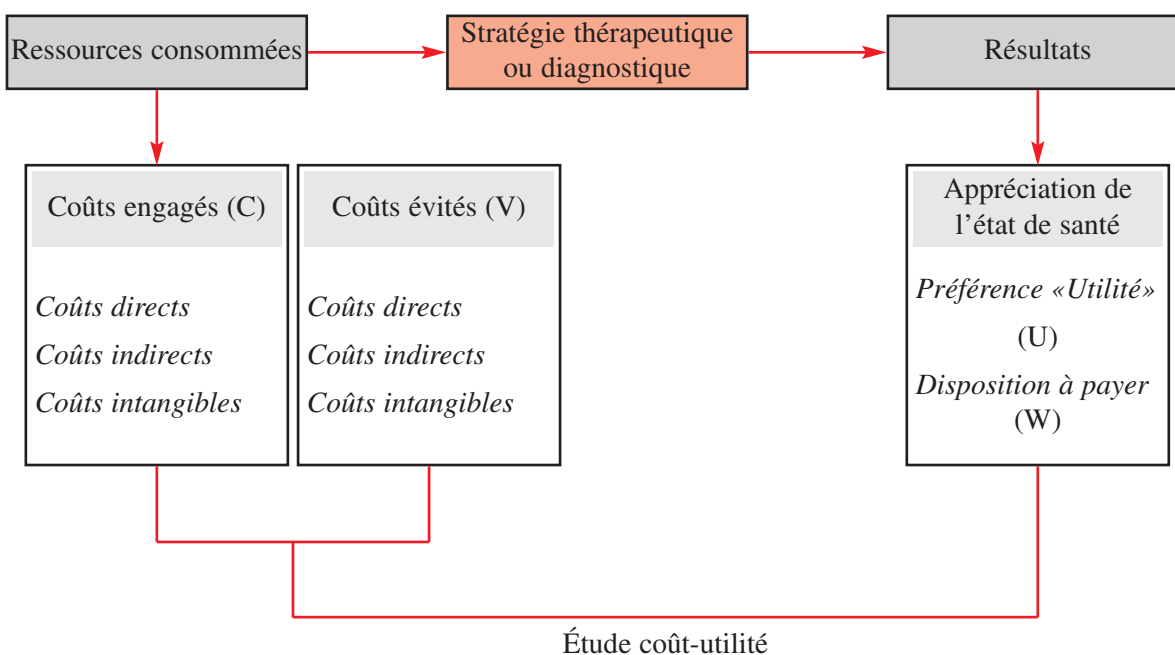 Ressources consommées
Stratégie thérapeutique
ou diagnostique
Résultats
Coûts engagés (C)
Coûts directs
Coûts indirects
Coûts intangibles
Coûts évités (V)
Coûts directs
Coûts indirects
Coûts intangibles
Appréciation de
l’état de santé
Préférence «Utilité»
(U)
Disposition à payer
(W)
Étude coût-utilité